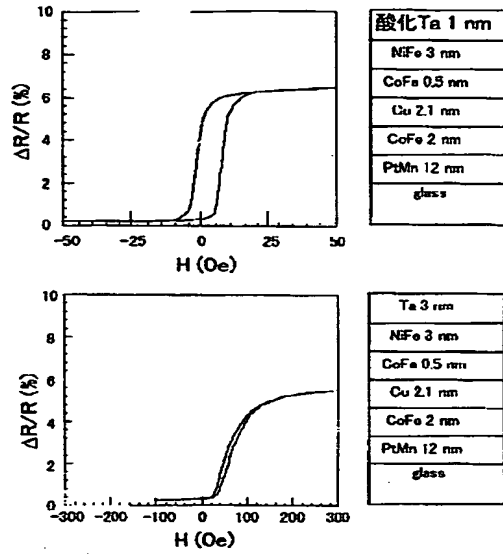 10
8
6
4
2
0
ΔR/R (%)
-50
-25
0
25
50
H (Oe)
酸化Ta 1 nm
NiFe 3 nm
CoFe 0.5 nm
Cu 2.1 nm
CoFe 2 nm
PtMn 12 nm
glass
10
8
6
4
2
0
ΔR/R (%)
-300
-200
-100
0
100
200
300
H (Oe)
Ta 3 nm
NiFe 3 nm
CoFe 0.5 nm
Cu 2.1 nm
CoFe 2 nm
PtMn 12 nm
glass